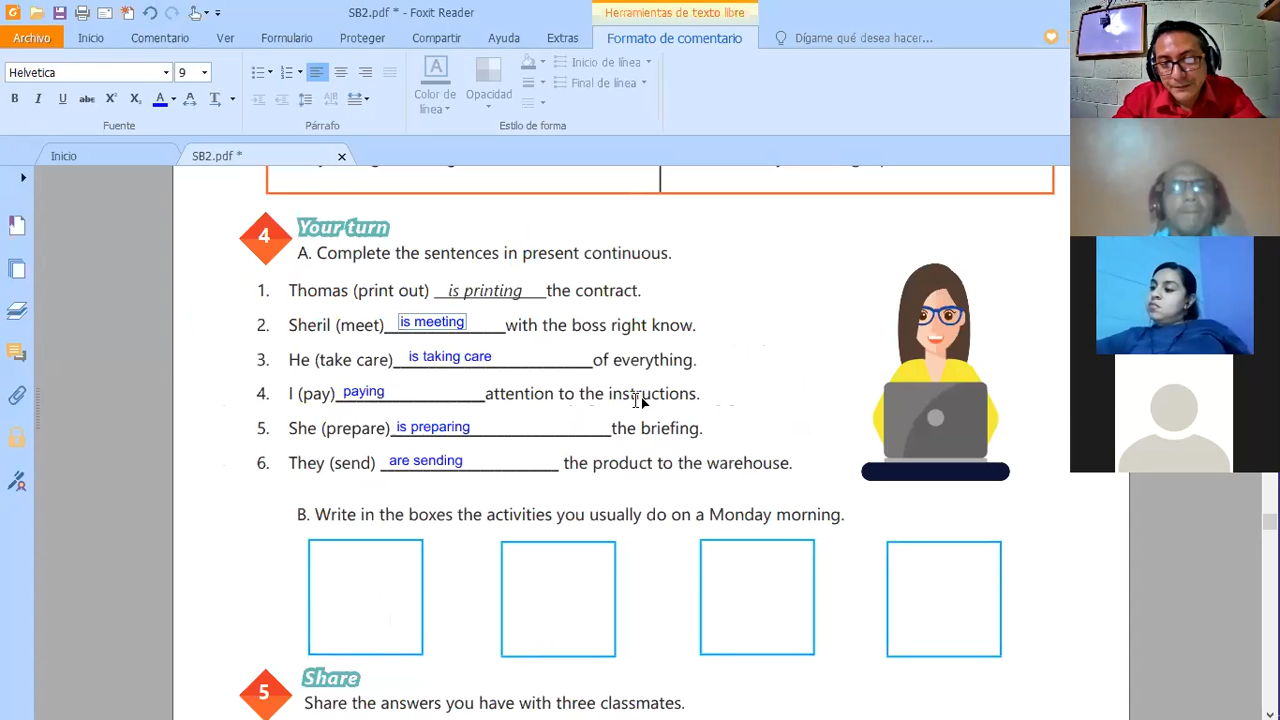 SB2.pdf * - Foxit Reader
Herramientas de texto libre
Archivo Inicio Comentario Ver Formulario Proteger Compartir Ayuda Extras Formato de comentario Dígame qué desea hacer...
Helvetica 9
Inicio de línea
Final de línea
Color de línea
Opacidad
Fuente Párrafo Estilo de forma
Inicio SB2.pdf *
4 Your turn
A. Complete the sentences in present continuous.
1. Thomas (print out) __is printing___the contract.
2. Sheril (meet) is meeting with the boss right know.
3. He (take care) is taking care of everything.
4. I (pay) paying attention to the instructions.
5. She (prepare) is preparing the briefing.
6. They (send) are sending the product to the warehouse.
B. Write in the boxes the activities you usually do on a Monday morning.
5 Share
Share the answers you have with three classmates.